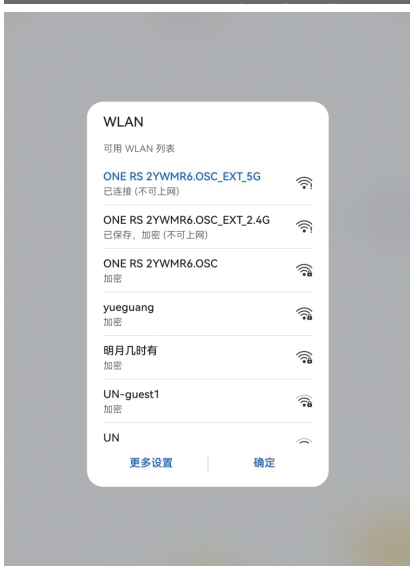 WLAN
可用 WLAN 列表
ONE RS 2YWMR6.OSC_EXT_5G
已连接 (不可上网)
ONE RS 2YWMR6.OSC_EXT_2.4G
已保存，加密 (不可上网)
ONE RS 2YWMR6.OSC
加密
yueguang
加密
明月几时有
加密
UN-guest1
加密
UN
更多设置 确定